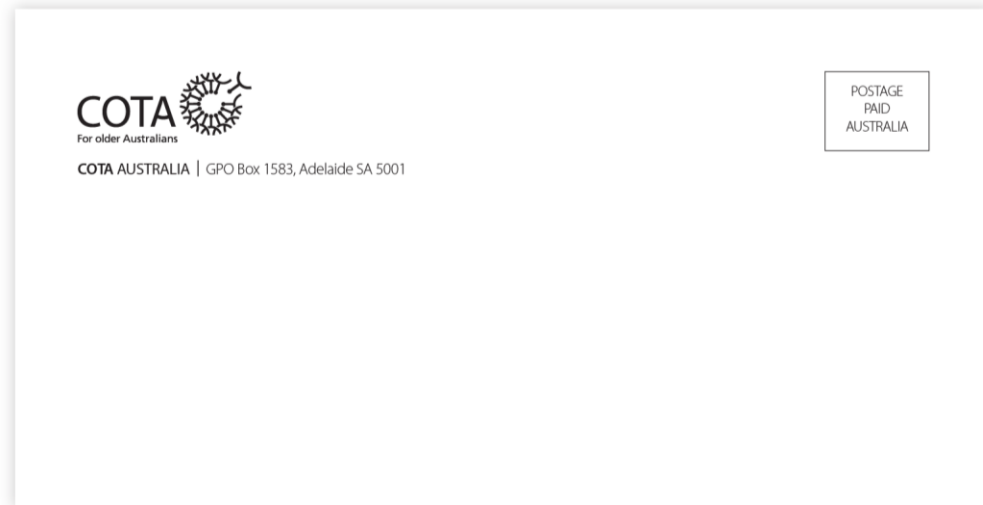 COTA
For older Australians
COTA AUSTRALIA | GPO Box 1583, Adelaide SA 5001
POSTAGE
PAID
AUSTRALIA